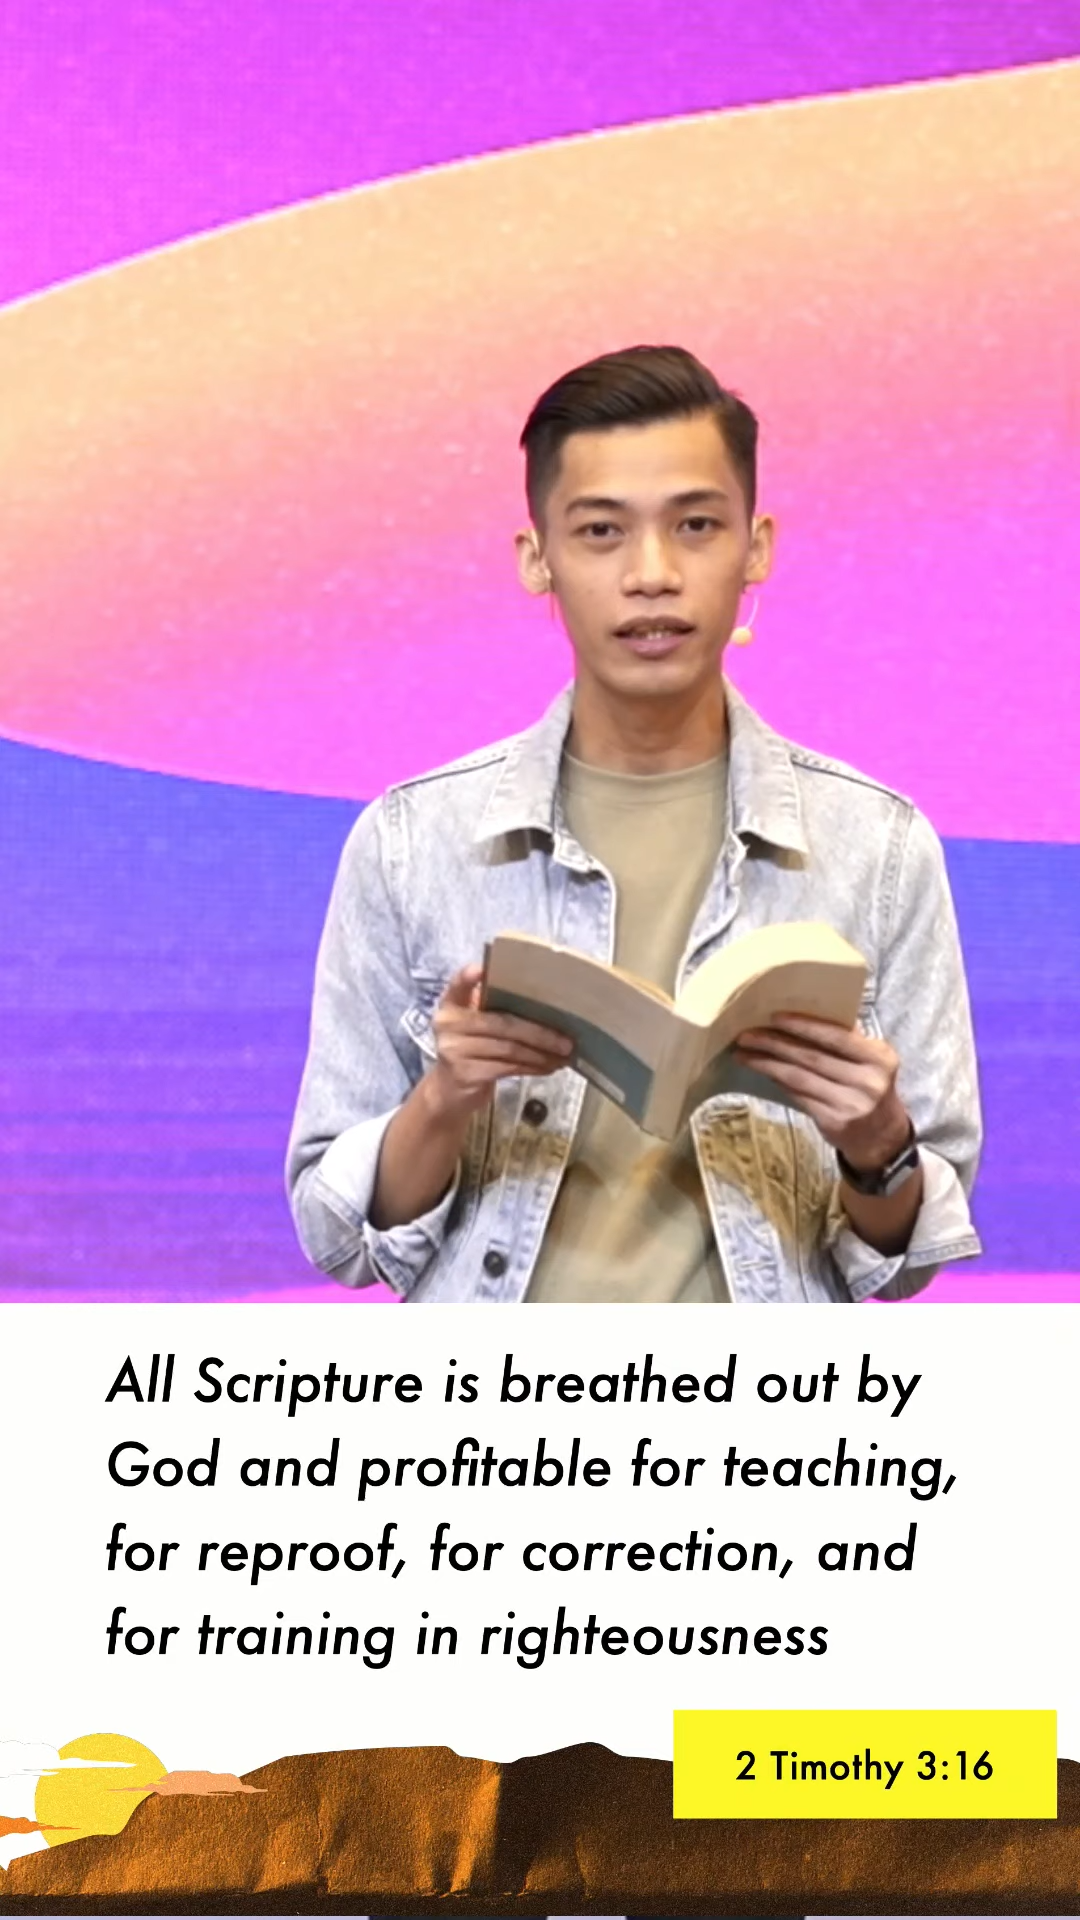 All Scripture is breathed out by
God and profitable for teaching,
for reproof, for correction, and
for training in righteousness
2 Timothy 3:16